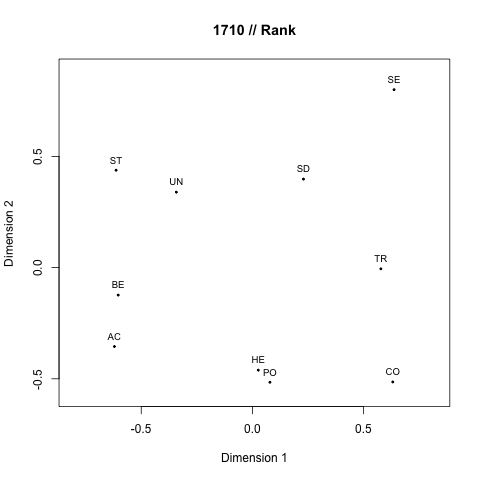 1710 // Rank
SE
ST
SD
UN
TR
BE
AC
HE
PO
CO
0.5
0.0
-0.5
Dimension 2
-0.5
0.0
0.5
Dimension 1